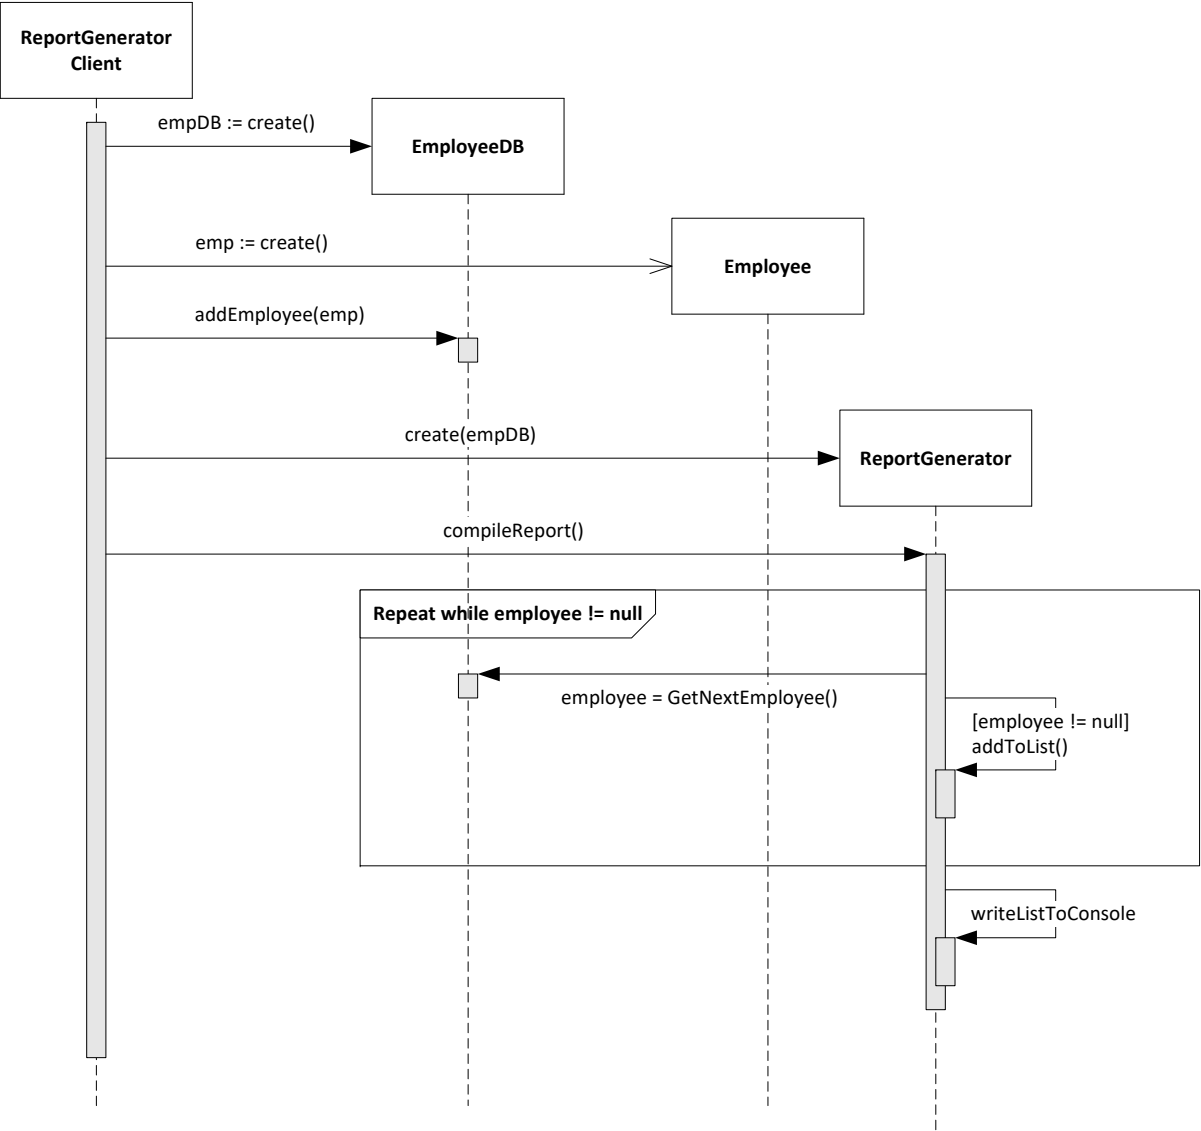 ReportGenerator
Client
empDB := create()
EmployeeDB
emp := create()
Employee
addEmployee(emp)
create(empDB)
ReportGenerator
compileReport()
Repeat while employee != null
employee = GetNextEmployee()
[employee != null]
addToList()
writeListToConsole